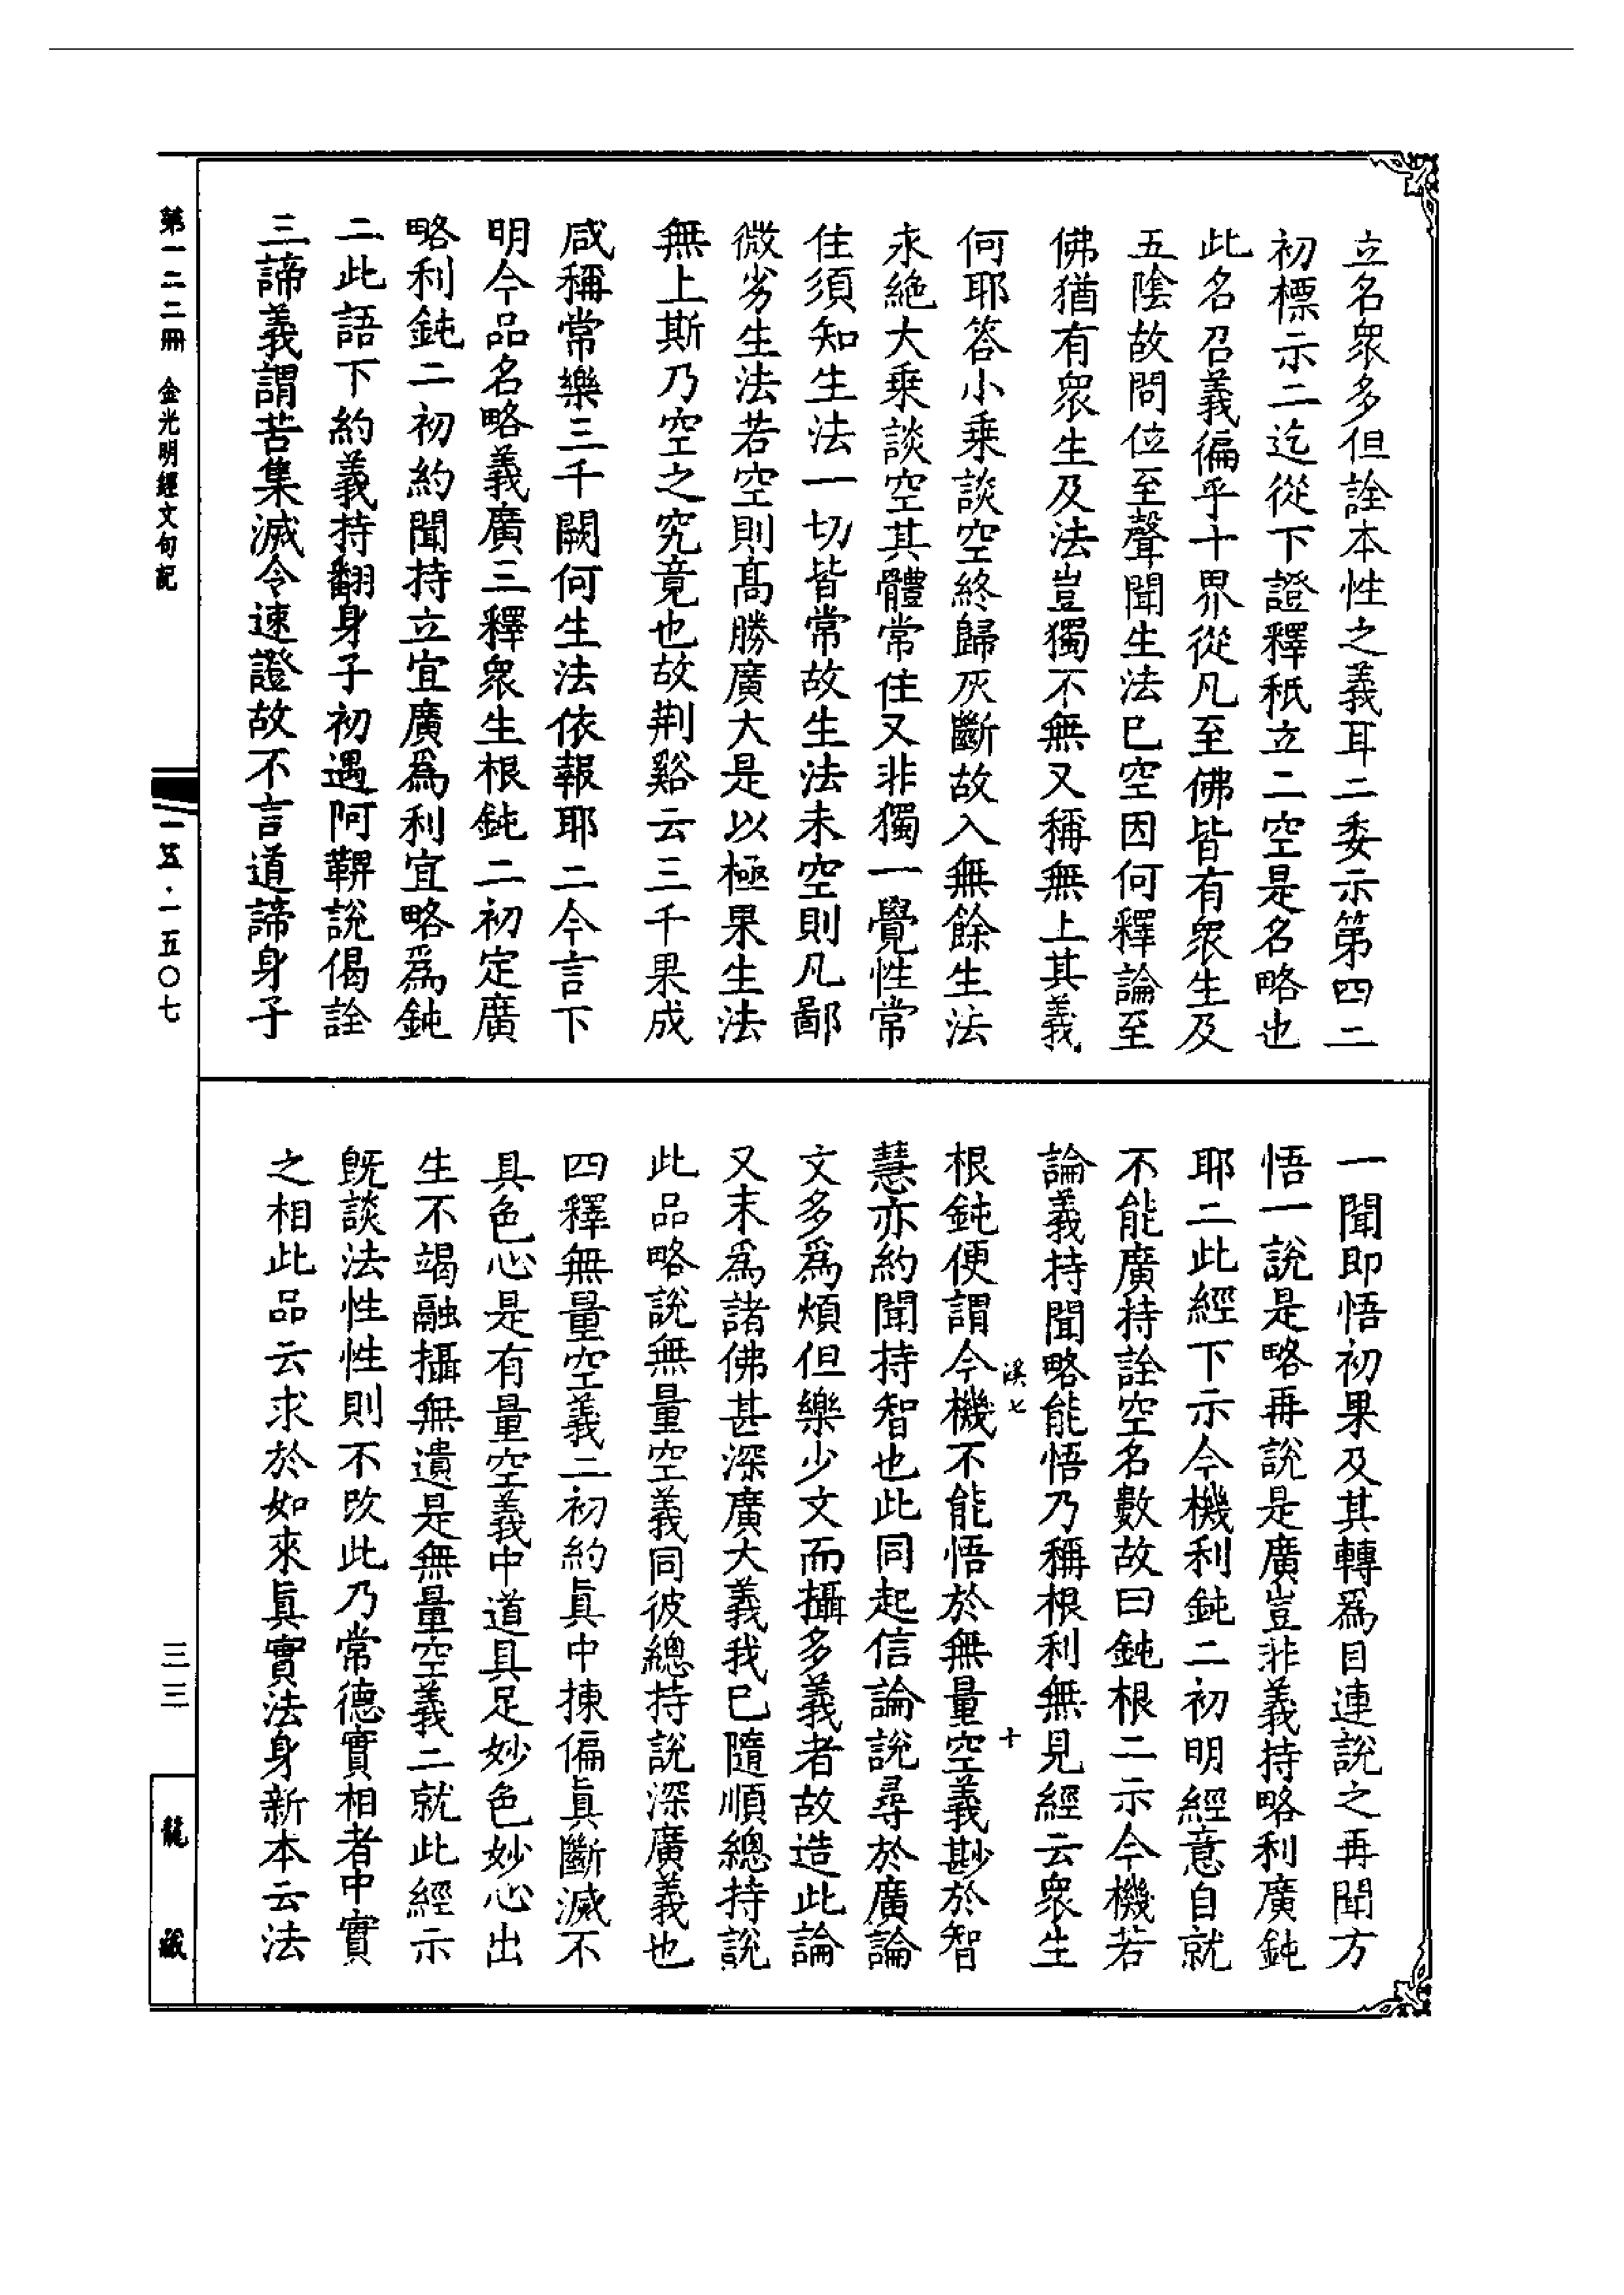 立名眾多但詮本性之義耳二委示第四二
初標示二迄從下證釋秖立二空是名略也
此名召義徧乎十界從凡至佛皆有眾生及
五陰故問位至聲聞生法已空因何釋論至
佛猶有眾生及法豈獨不無又稱無上其義
何耶答小乘談空終歸灰斷故入無餘生法
永絕大乘談空其體常住又非獨一覺性常
住須知生法一切皆常故生法未空則凡鄙
微劣生法若空則高勝廣大是以極果生法
無上斯乃空之究竟也故荆谿云三千果成
咸稱常樂三千闕何生法依報耶二今言下
明今品名略義廣三釋眾生根鈍二初定廣
略利鈍二初約聞持立宜廣為利宜略為鈍
二此語下約義持翻身子初遇阿鞞說偈詮
三諦義謂苦集滅令速證故不言道諦身子
一聞即悟初果及其轉為目連說之再聞方
悟一說是略再說是廣豈非義持略利廣鈍
耶二此經下示今機利鈍二初明經意自就
不能廣持詮空名數故曰鈍根二示今機若
論義持聞略能悟乃稱根利無見經云眾生
根鈍便謂今機不能悟於無量空義尠於智
慧亦約聞持智也此同起信論說尋於廣論
文多為煩但樂少文而攝多義者故造此論
又末為諸佛甚深廣大義我已隨順總持說
此品略說無量空義同彼總持說深廣義也
四釋無量空義二初約真中揀偏真斷滅不
具色心是有量空義中道具足妙色妙心出
生不竭融攝無遺是無量空義二就此經示
既談法性性則不改此乃常德實相者中實
之相此品云求於如來真實法身新本云法
溪七
十
第一二二冊 金光明經文句記
一五五·一五〇七
三三
龍藏